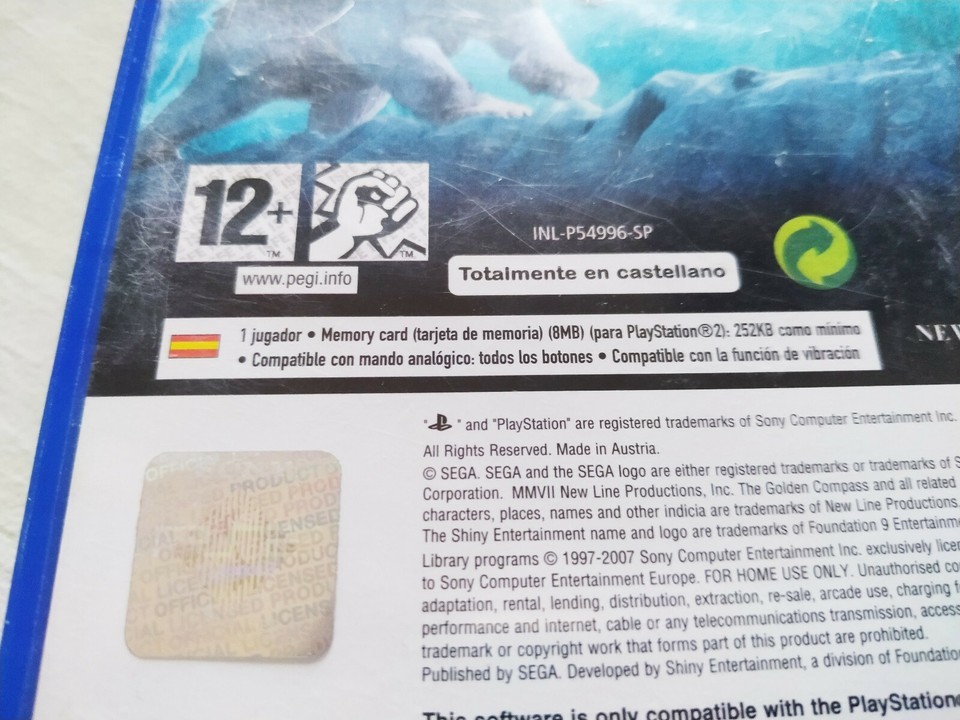 12+
TM
TM
www.pegi.info
INL-P54996-SP
Totalmente en castellano
1 jugador • Memory card (tarjeta de memoria) (8MB) (para PlayStation®2): 252KB como mínimo
• Compatible con mando analógico: todos los botones • Compatible con la función de vibración
NEW
" " and "PlayStation" are registered trademarks of Sony Computer Entertainment Inc.
All Rights Reserved. Made in Austria.
© SEGA. SEGA and the SEGA logo are either registered trademarks or trademarks of
Corporation. MMVII New Line Productions, Inc. The Golden Compass and all related
characters, places, names and other indicia are trademarks of New Line Productions.
The Shiny Entertainment name and logo are trademarks of Foundation 9
Library programs © 1997-2007 Sony Computer Entertainment Inc. exclusively
to Sony Computer Entertainment Europe. FOR HOME USE ONLY. Unauthorised
adaptation, rental, lending, distribution, extraction, re-sale, arcade use, charging
performance and internet, cable or any telecommunications transmission,
trademark or copyright work that forms part of this product are prohibited.
Published by SEGA. Developed by Shiny Entertainment, a division of
This software is only compatible with the PlayStation